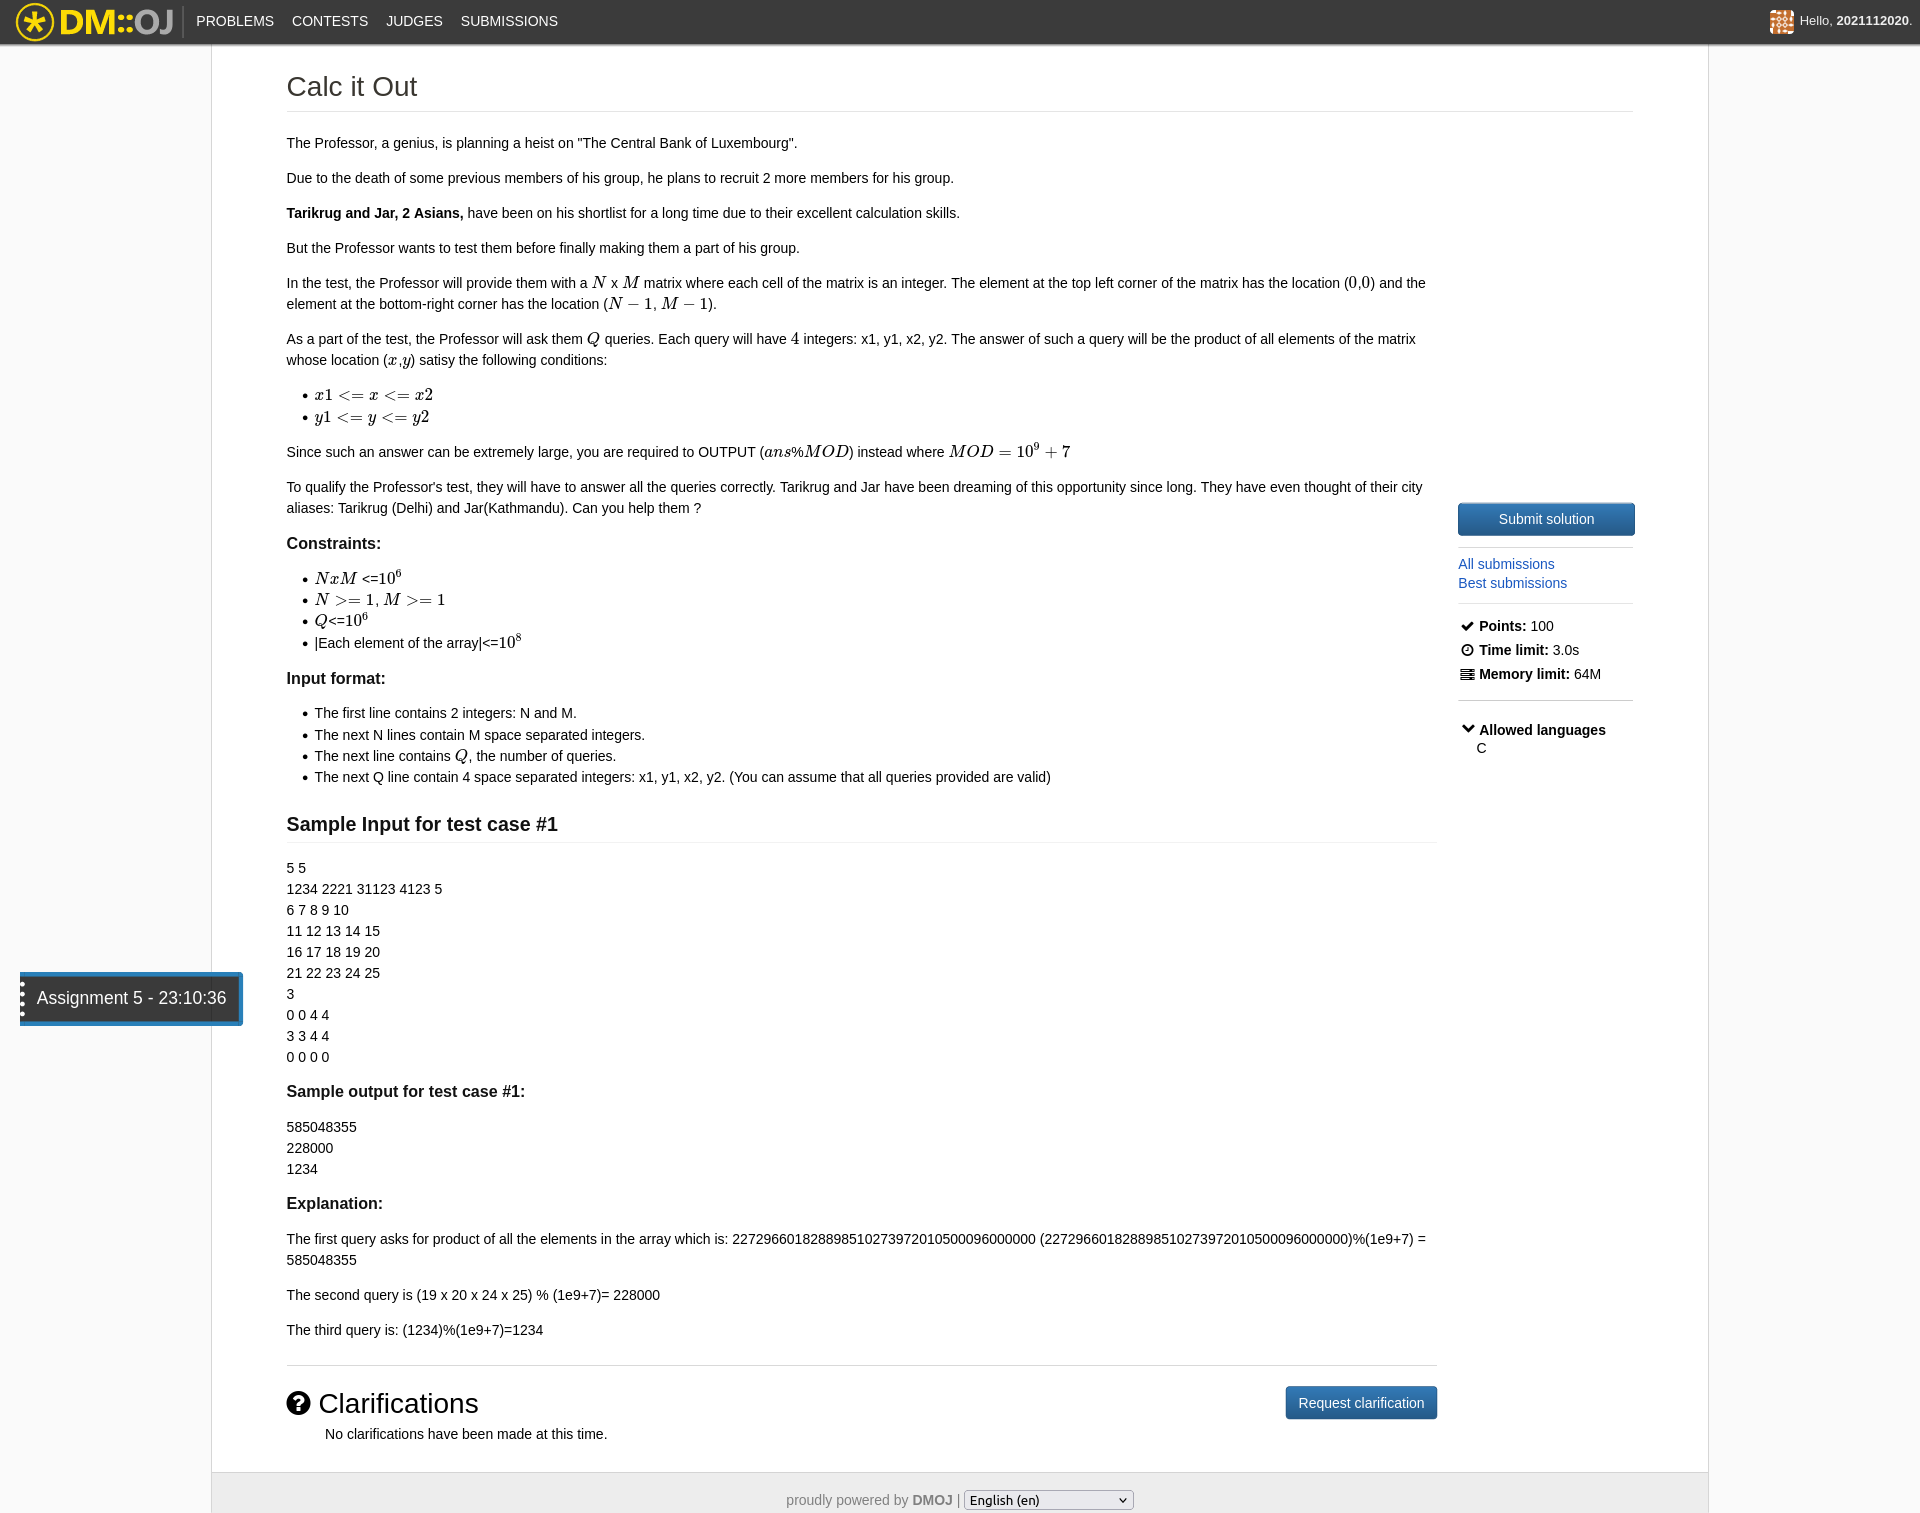 DM::OJ PROBLEMS CONTESTS JUDGES SUBMISSIONS Hello, 2021112020.
Calc it Out
The Professor, a genius, is planning a heist on "The Central Bank of Luxembourg".
Due to the death of some previous members of his group, he plans to recruit 2 more members for his group.
Tarikrug and Jar, 2 Asians, have been on his shortlist for a long time due to their excellent calculation skills.
But the Professor wants to test them before finally making them a part of his group.
In the test, the Professor will provide them with a N x M matrix where each cell of the matrix is an integer. The element at the top left corner of the matrix has the location (0,0) and the
element at the bottom-right corner has the location (N − 1, M − 1).
As a part of the test, the Professor will ask them Q queries. Each query will have 4 integers: x1, y1, x2, y2. The answer of such a query will be the product of all elements of the matrix
whose location (x,y) satisy the following conditions:
• x1 <= x <= x2
• y1 <= y <= y2
Since such an answer can be extremely large, you are required to OUTPUT (ans%MOD) instead where MOD = 10^9 + 7
To qualify the Professor's test, they will have to answer all the queries correctly. Tarikrug and Jar have been dreaming of this opportunity since long. They have even thought of their city
aliases: Tarikrug (Delhi) and Jar(Kathmandu). Can you help them ?
Submit solution
Constraints:
All submissions
Best submissions
• NxM <=10^6
• N >= 1, M >= 1
• Q<=10^6
• |Each element of the array|<=10^8
Points: 100
Time limit: 3.0s
Memory limit: 64M
Input format:
• The first line contains 2 integers: N and M.
• The next N lines contain M space separated integers.
• The next line contains Q, the number of queries.
• The next Q line contain 4 space separated integers: x1, y1, x2, y2. (You can assume that all queries provided are valid)
Allowed languages
C
Sample Input for test case #1
5 5
1234 2221 31123 4123 5
6 7 8 9 10
11 12 13 14 15
16 17 18 19 20
21 22 23 24 25
3
0 0 4 4
3 3 4 4
0 0 0 0
Assignment 5 - 23:10:36
Sample output for test case #1:
585048355
228000
1234
Explanation:
The first query asks for product of all the elements in the array which is: 2272966018288985102739720105000960000000 (2272966018288985102739720105000960000000)%(1e9+7) =
585048355
The second query is (19 x 20 x 24 x 25) % (1e9+7)= 228000
The third query is: (1234)%(1e9+7)=1234
Clarifications
Request clarification
No clarifications have been made at this time.
proudly powered by DMOJ | English (en)